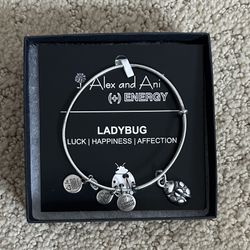 Alex and Ani
(+) ENERGY
LADYBUG
LUCK | HAPPINESS | AFFECTION